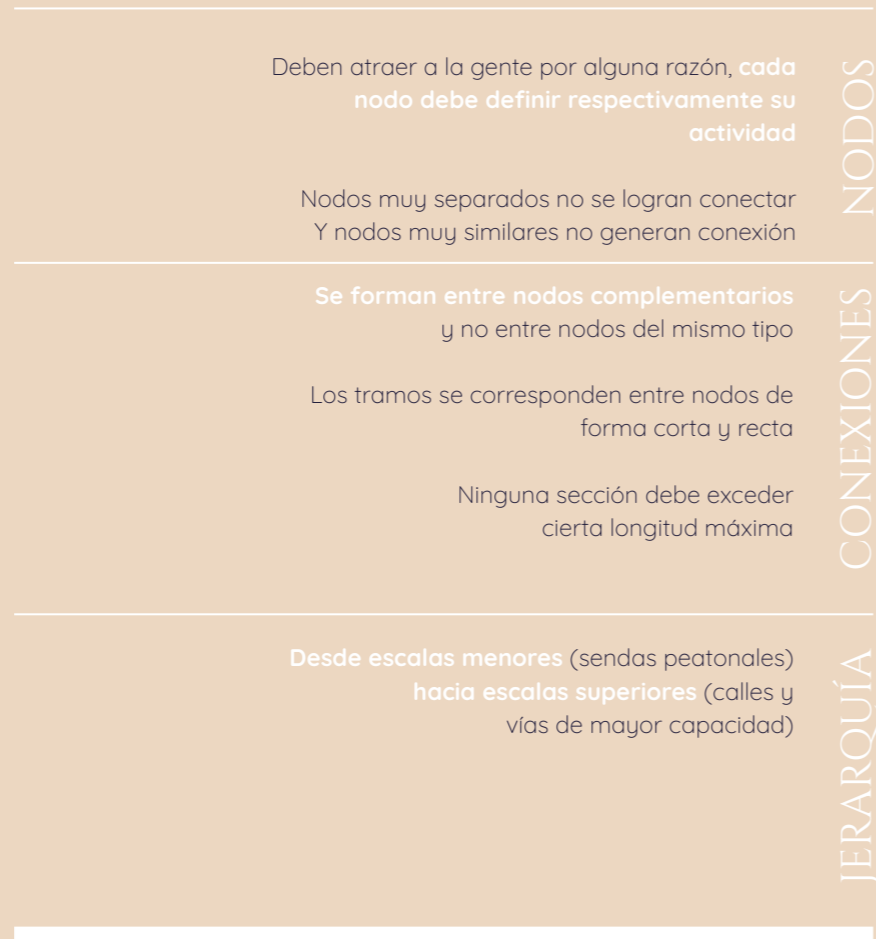 Deben atraer a la gente por alguna razón, cada
nodo debe definir respectivamente su
actividad
Nodos muy separados no se logran conectar
Y nodos muy similares no generan conexión
NODOS
Se forman entre nodos complementarios
y no entre nodos del mismo tipo
Los tramos se corresponden entre nodos de
forma corta y recta
Ninguna sección debe exceder
cierta longitud máxima
CONEXIONES
Desde escalas menores (sendas peatonales)
hacia escalas superiores (calles y
vías de mayor capacidad)
JERARQUÍA